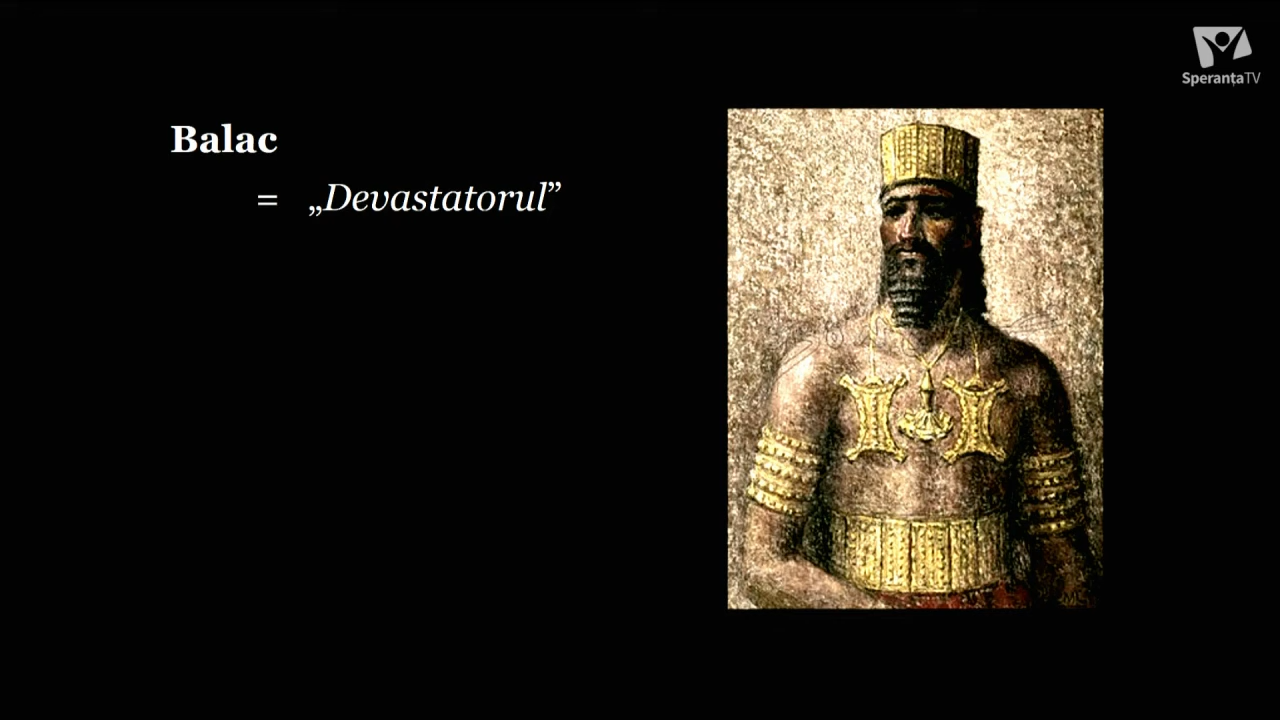 SperanțaTV
Balac
= „Devastatorul”